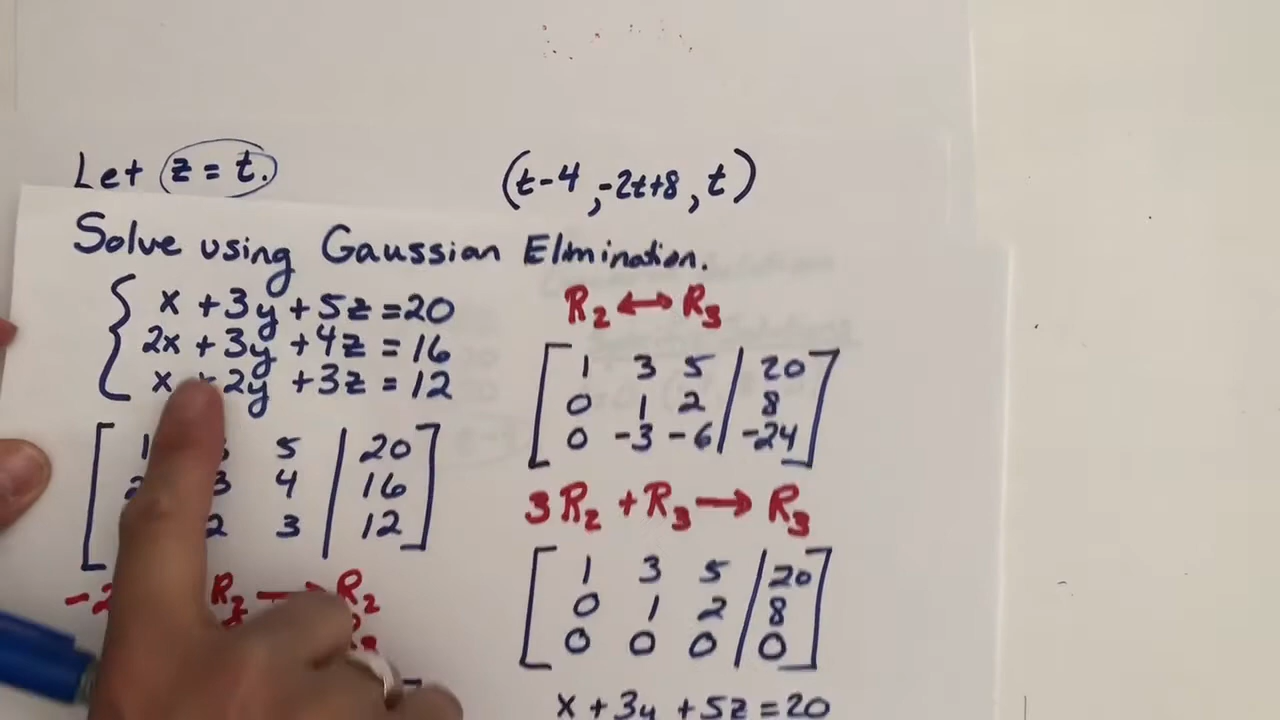 Let z = t.
(t-4, -2t+8, t)
Solve using Gaussian Elimination.
x + 3y + 5z = 20
2x + 3y + 4z = 16
x + 2y + 3z = 12
5 | 20
3 4 | 16
2 3 | 12
R₂ → R₂
R₂ ↔ R₃
1 3 5 | 20
0 1 2 | 8
0 -3 -6 | -24
3R₂ + R₃ → R₃
1 3 5 | 20
0 1 2 | 8
0 0 0 | 0
x + 3y + 5z = 20